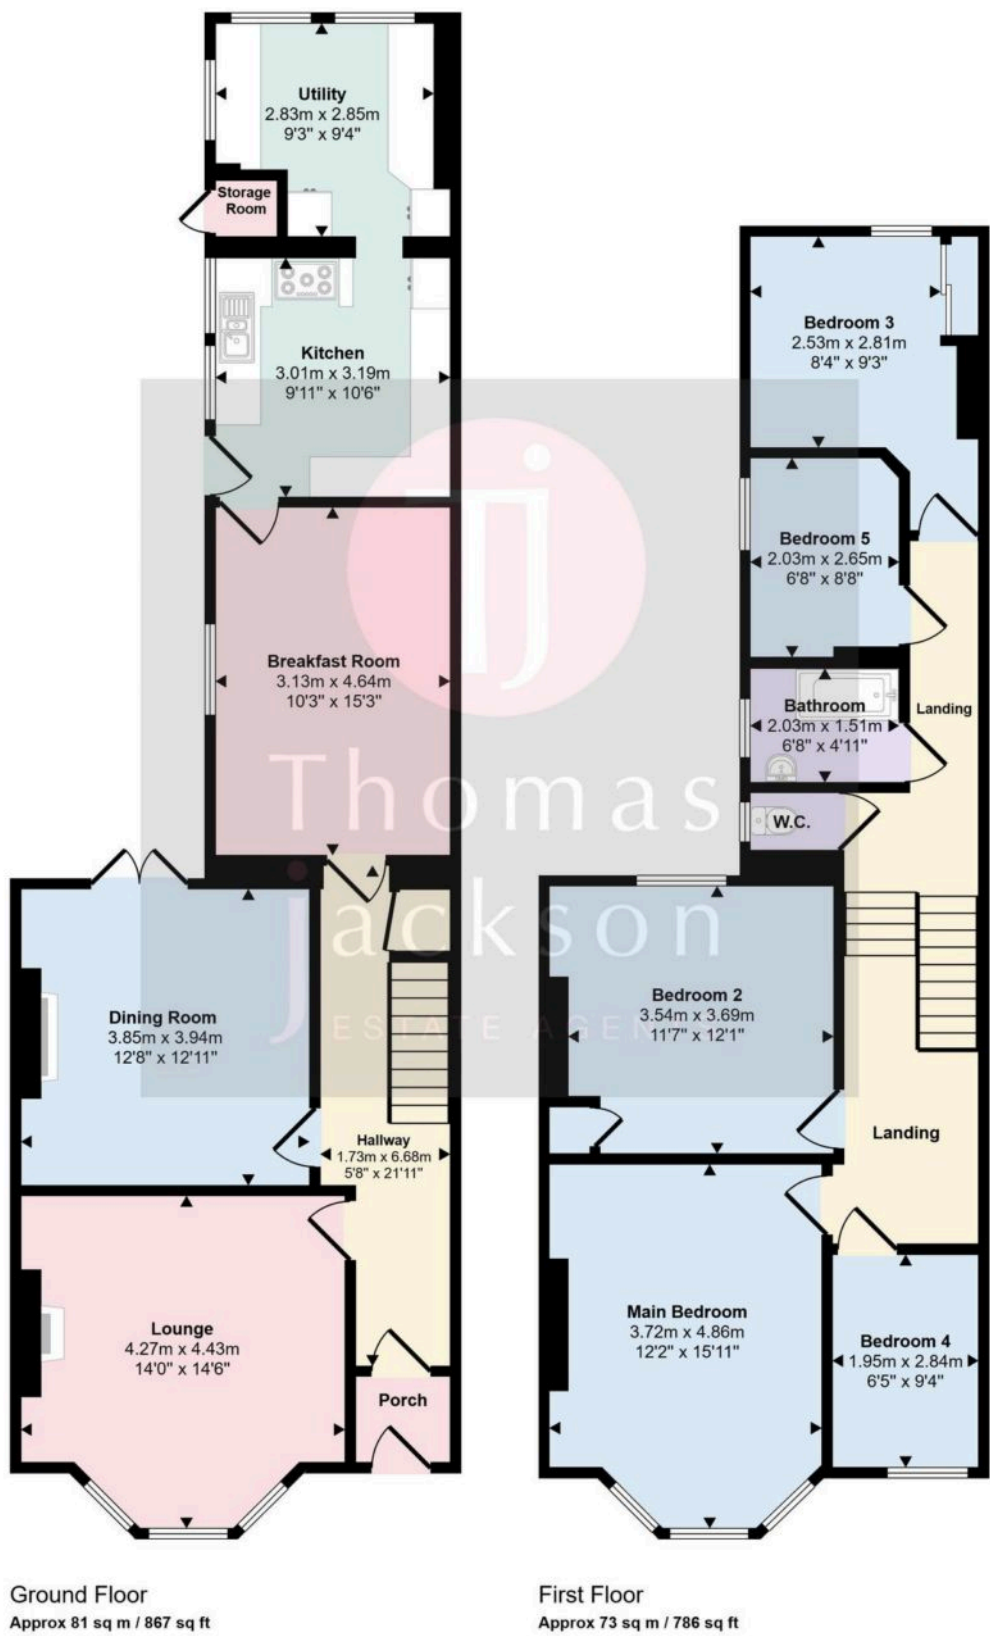 Utility
2.83m x 2.85m
9'3" x 9'4"
Storage
Room
Kitchen
3.01m x 3.19m
9'11" x 10'6"
Breakfast Room
3.13m x 4.64m
10'3" x 15'3"
Dining Room
3.85m x 3.94m
12'8" x 12'11"
Hallway
1.73m x 6.68m
5'8" x 21'11"
Lounge
4.27m x 4.43m
14'0" x 14'6"
Porch
Bedroom 3
2.53m x 2.81m
8'4" x 9'3"
Bedroom 5
2.03m x 2.65m
6'8" x 8'8"
Bathroom
2.03m x 1.51m
6'8" x 4'11"
Landing
W.C.
Bedroom 2
3.54m x 3.69m
11'7" x 12'1"
Landing
Main Bedroom
3.72m x 4.86m
12'2" x 15'11"
Bedroom 4
1.95m x 2.84m
6'5" x 9'4"
Tj
Thomas
jackson
ESTATE AGEN
Ground Floor
Approx 81 sq m / 867 sq ft
First Floor
Approx 73 sq m / 786 sq ft